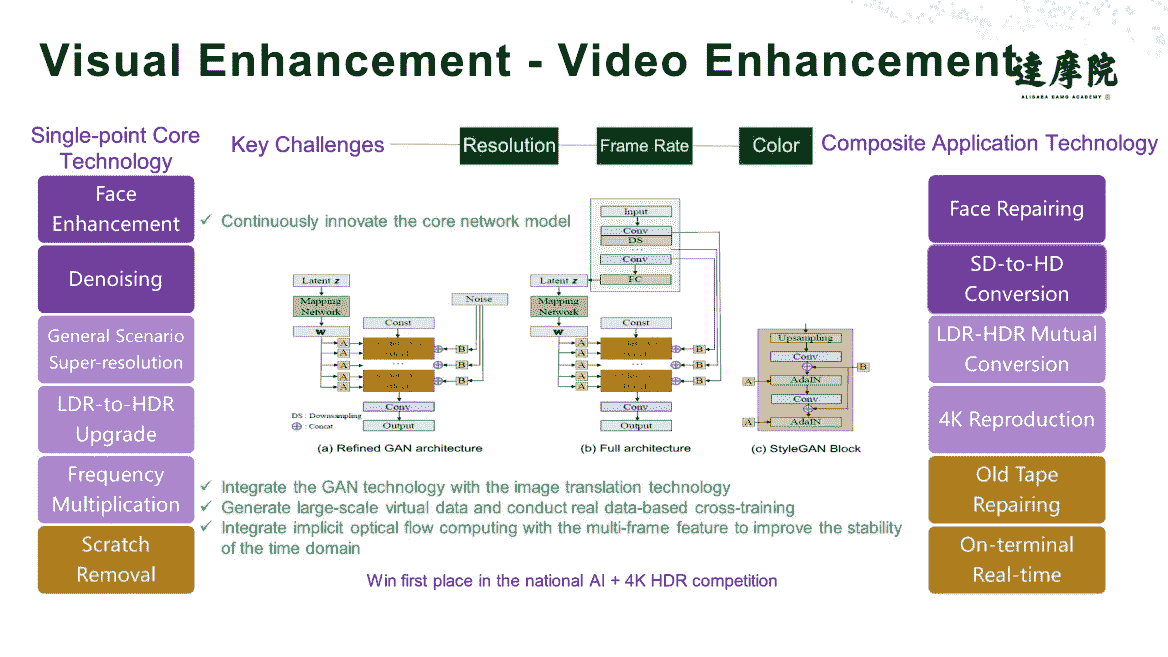 Visual Enhancement - Video Enhancement
達摩院
ALIBABA DAMO ACADEMY
Single-point Core
Technology
Key Challenges
Resolution
Frame Rate
Color
Composite Application Technology
Face
Enhancement
Denoising
General Scenario
Super-resolution
LDR-to-HDR
Upgrade
Frequency
Multiplication
Scratch
Removal
✓ Continuously innovate the core network model
Latent z
Mapping
Network
w
Noise
Const
A
A
B
...
A
B
A
A
B
Conv
Output
DS : Downsampling
⊕ : Concat.
(a) Refined GAN architecture
Input
Conv
DS
...
Conv
FC
Latent z
Mapping
Network
w
Const
A
A
B
...
A
B
A
A
B
Conv
Output
(b) Full architecture
Upsampling
Conv
B
A
AdaIN
Conv
A
AdaIN
(c) StyleGAN Block
✓ Integrate the GAN technology with the image translation technology
✓ Generate large-scale virtual data and conduct real data-based cross-training
✓ Integrate implicit optical flow computing with the multi-frame feature to improve the stability
of the time domain
Win first place in the national AI + 4K HDR competition
Face Repairing
SD-to-HD
Conversion
LDR-HDR Mutual
Conversion
4K Reproduction
Old Tape
Repairing
On-terminal
Real-time